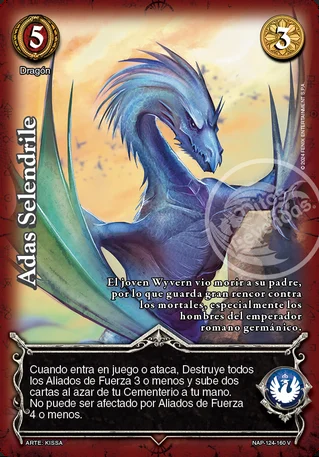 5
3
Dragón
© 2024 FENIX ENTERTAINMENT S.P.A.
Adas Selendrile
El joven Wyvern vio morir a su padre,
por lo que guarda gran rencor contra
los mortales, especialmente los
hombres del emperador
romano germánico.
Cuando entra en juego o ataca, Destruye todos
los Aliados de Fuerza 3 o menos y sube dos
cartas al azar de tu Cementerio a tu mano.
No puede ser afectado por Aliados de Fuerza
4 o menos.
ARTE: KISSA
NAP-124-160 V